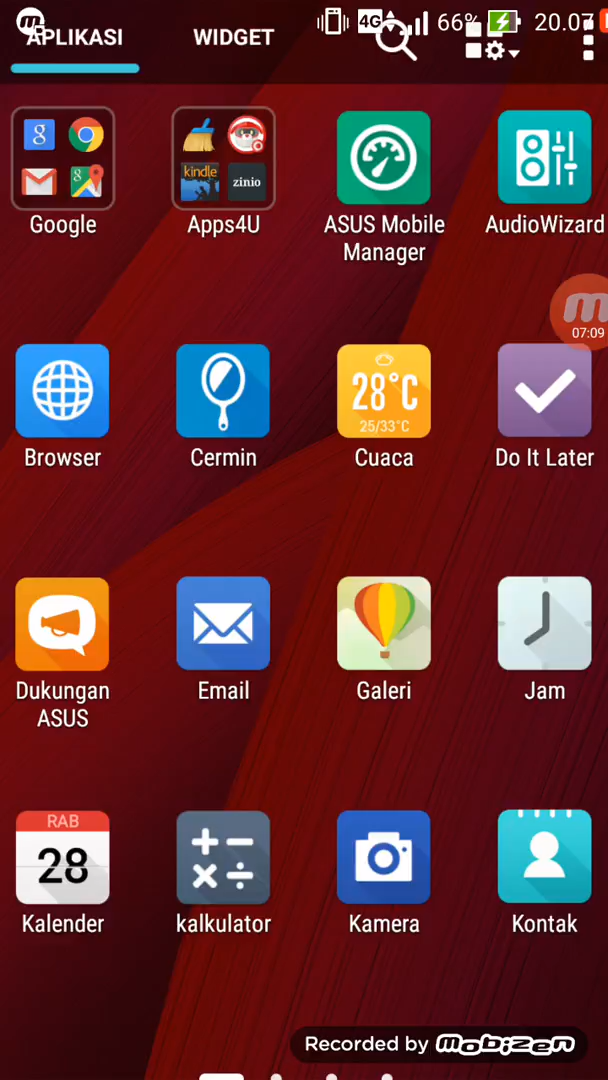 4G 66% 20.07
APLIKASI WIDGET
Google
Apps4U
kindle
zinio
ASUS Mobile
Manager
AudioWizard
07:09
Browser
Cermin
28°C
25/33°C
Cuaca
Do It Later
Dukungan
ASUS
Email
Galeri
Jam
RAB
28
Kalender
kalkulator
Kamera
Kontak
Recorded by mobizen